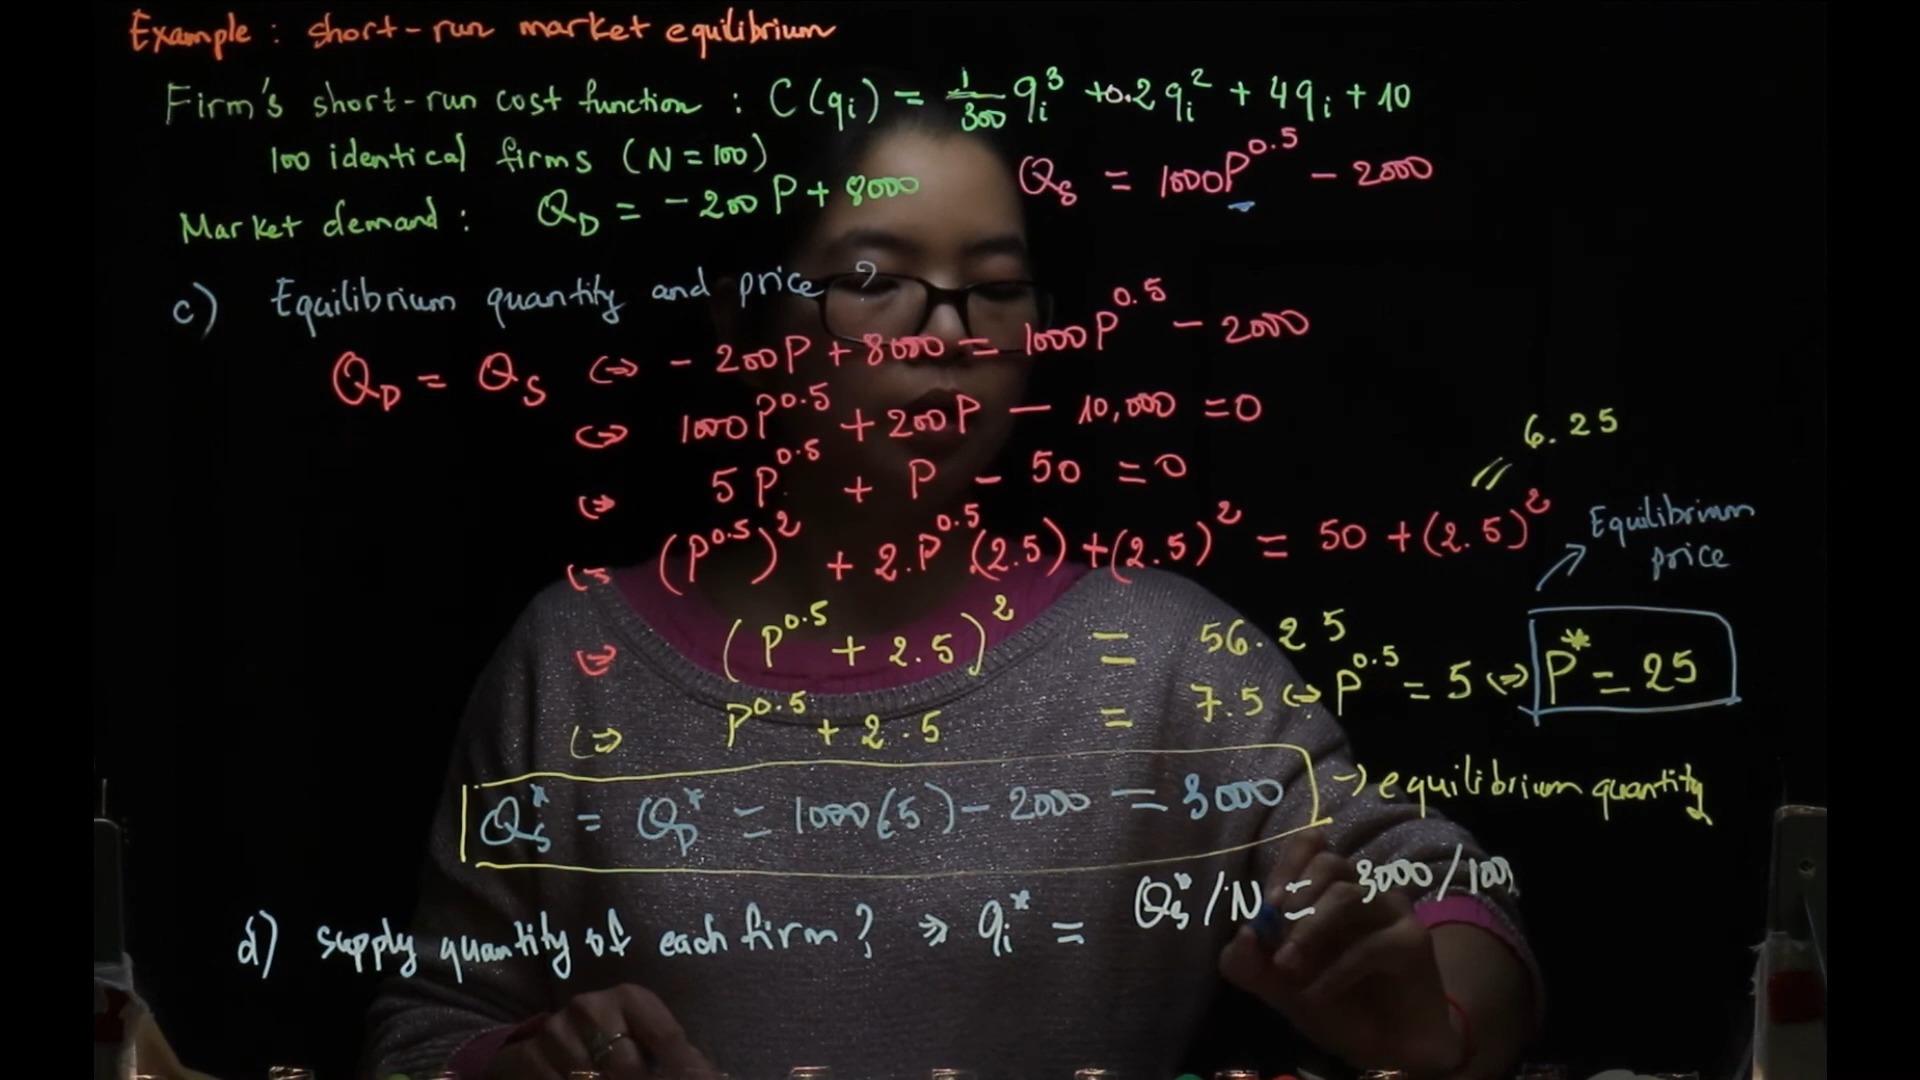 Example : short-run market equilibrium
Firm's short-run cost function : C(qi) = 1/300 qi^3 + 0.2 qi^2 + 4qi + 10
100 identical firms (N=100)
Qs = 1000P^0.5 - 2000
Market demand : QD = -200P + 8000
c) Equilibrium quantity and price ?
QD = QS ⇔ -200P + 8000 = 1000P^0.5 - 2000
⇔ 1000P^0.5 + 200P - 10,000 = 0
6.25
⇔ 5P^0.5 + P - 50 = 0
⇔ (P^0.5)^2 + 2.P^0.5.(2.5) + (2.5)^2 = 50 + (2.5)^2
Equilibrium
price
⇔ (P^0.5 + 2.5)^2 = 56.25
⇔ P^0.5 + 2.5 = 7.5 ⇔ P^0.5 = 5 ⇔ P* = 25
Qs* = QD* = 1000(5) - 2000 = 3000 → equilibrium quantity
d) supply quantity of each firm? ⇒ qi* = Qs*/N = 3000/100